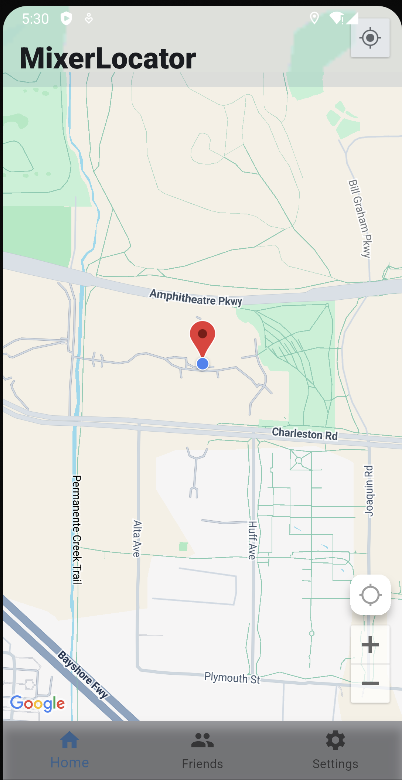 5:30
MixerLocator
Bill Graham Pkwy
Amphitheatre Pkwy
Charleston Rd
Joaquin Rd
Permanente Creek Trail
Alta Ave
Huff Ave
Bayshore Fwy
Plymouth St
+
−
Google
Home
Friends
Settings